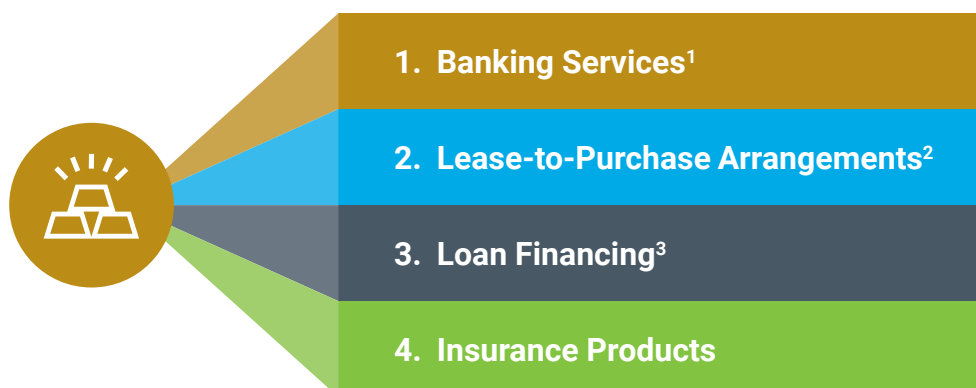 1. Banking Services¹
2. Lease-to-Purchase Arrangements²
3. Loan Financing³
4. Insurance Products